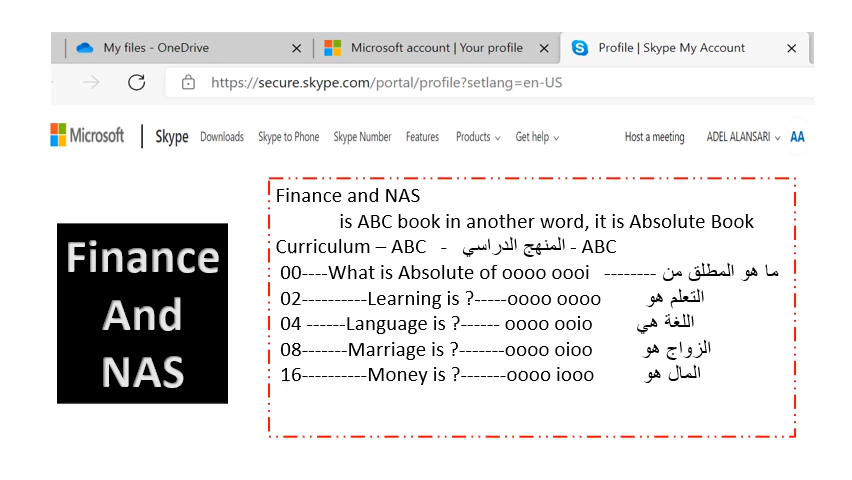 My files - OneDrive
Microsoft account | Your profile
Profile | Skype My Account
https://secure.skype.com/portal/profile?setlang=en-US
Microsoft | Skype Downloads Skype to Phone Skype Number Features Products Get help Host a meeting ADEL ALANSARI AA
Finance
And
NAS
Finance and NAS
is ABC book in another word, it is Absolute Book
Curriculum – ABC - المنهج الدراسي - ABC
00----What is Absolute of oooo oooi -------- ما هو المطلق من
02----------Learning is ?-----oooo oooo التعلم هو
04 ------Language is ?------ oooo ooio اللغة هي
08-------Marriage is ?-------oooo oioo الزواج هو
16----------Money is ?-------oooo iooo المال هو